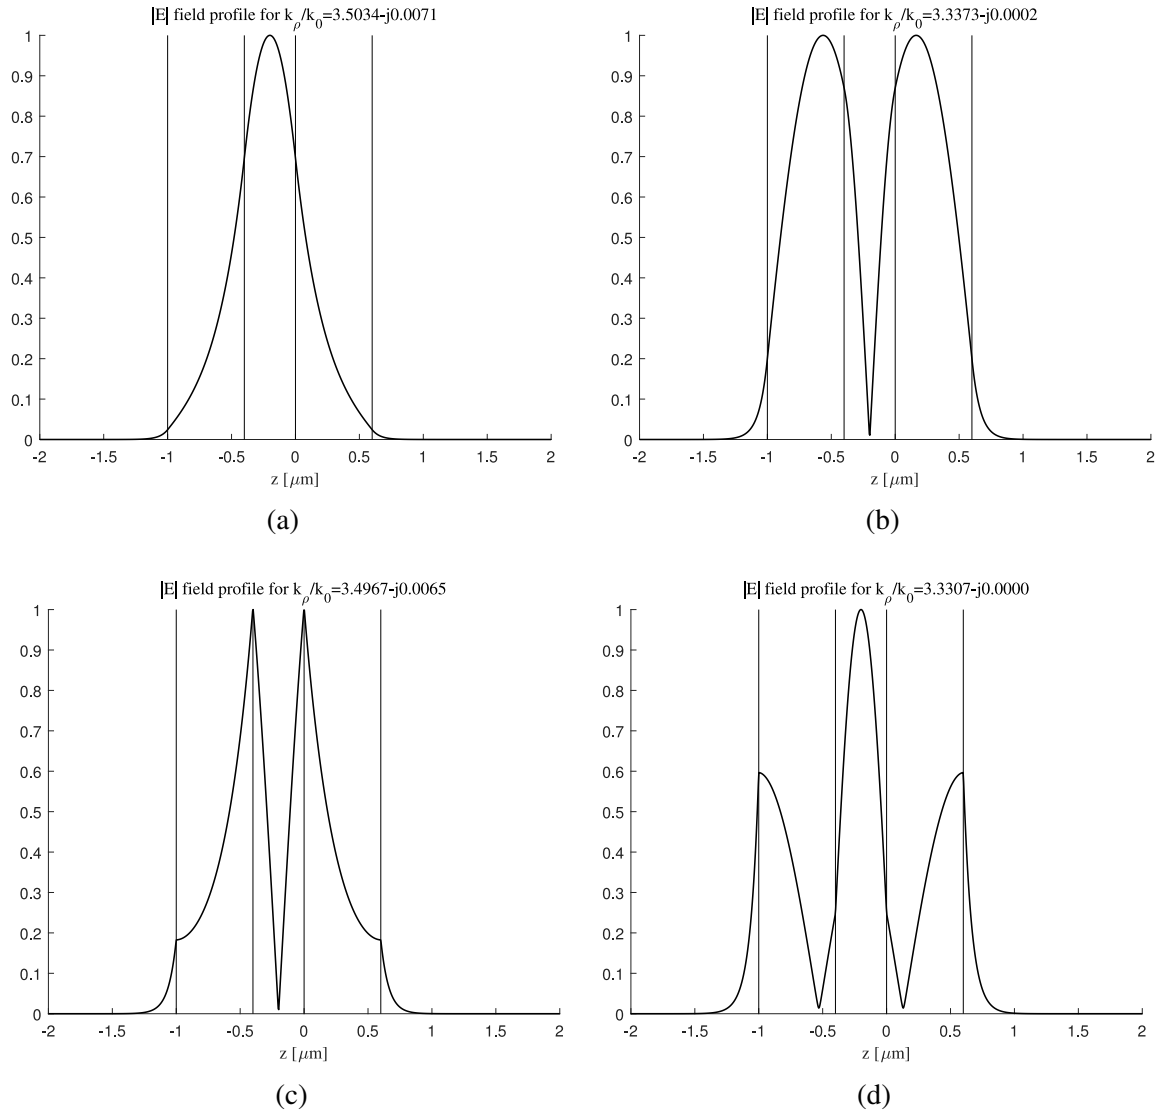 |E| field profile for kρ/k0=3.5034-j0.0071
1
0.9
0.8
0.7
0.6
0.5
0.4
0.3
0.2
0.1
0
-2 -1.5 -1 -0.5 0 0.5 1 1.5 2
z [μm]
(a)
|E| field profile for kρ/k0=3.3373-j0.0002
1
0.9
0.8
0.7
0.6
0.5
0.4
0.3
0.2
0.1
0
-2 -1.5 -1 -0.5 0 0.5 1 1.5 2
z [μm]
(b)
|E| field profile for kρ/k0=3.4967-j0.0065
1
0.9
0.8
0.7
0.6
0.5
0.4
0.3
0.2
0.1
0
-2 -1.5 -1 -0.5 0 0.5 1 1.5 2
z [μm]
(c)
|E| field profile for kρ/k0=3.3307-j0.0000
1
0.9
0.8
0.7
0.6
0.5
0.4
0.3
0.2
0.1
0
-2 -1.5 -1 -0.5 0 0.5 1 1.5 2
z [μm]
(d)